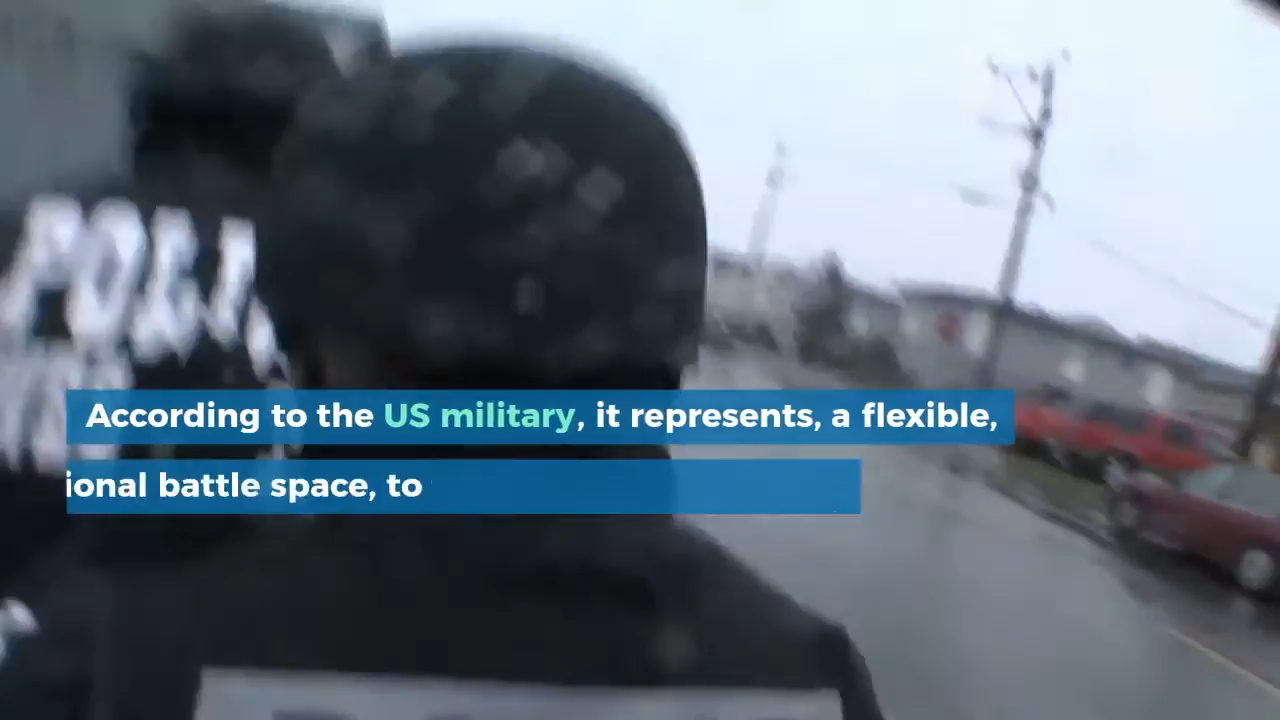 According to the US military, it represents, a flexible,
ional battle space, to